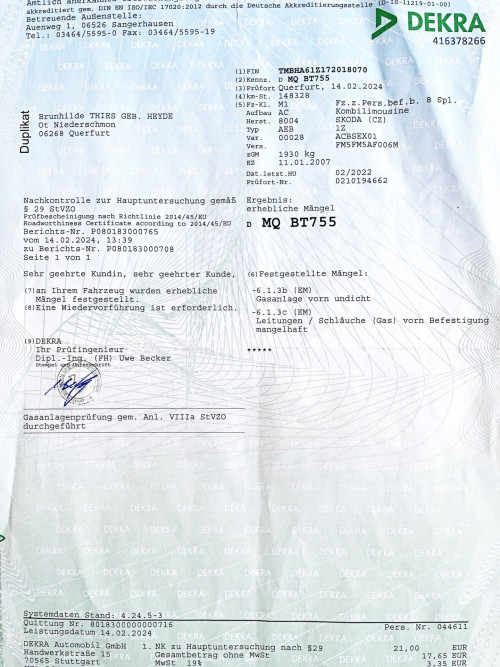 Amtlich anerkannte
akkreditiert gem. DIN EN ISO/IEC 17020:2012 durch die Deutsche Akkreditierungsstelle (D-IS-11219-01-00)
Betreuende Außenstelle:
Auenweg 1, 06526 Sangerhausen
Tel.: 03464/5595-0 Fax: 03464/5595-19
DEKRA
416378266
Duplikat
Brunhilde THIES GEB. HEYDE
Ot Niederschmon
06268 Querfurt
(1) FIN TMBHA61Z172018070
(2) Kennz. D MQ BT755
(3) Prüfort Querfurt, 14.02.2024
(4) km-St. 148328
(5) Fz-Kl. M1 Fz.z.Pers.bef.b. 8 Spl.
Aufbau AC Kombilimousine
Herst. 8004 SKODA (CZ)
Typ AEB 1Z
Var. 00028 ACBSEX01
Vers. FM5FM5AF006M
zGM 1930 kg
EZ 11.01.2007
Dat.letzt.HU 02/2022
Prüfort-Nr. 0210194662
Nachkontrolle zur Hauptuntersuchung gemäß
§ 29 StVZO
Prüfbescheinigung nach Richtlinie 2014/45/EU
Roadworthiness Certificate according to 2014/45/EU
Berichts-Nr. P080183000765
vom 14.02.2024, 13:39
zu Berichts-Nr. P080183000708
Seite 1 von 1
Ergebnis:
erhebliche Mängel
D MQ BT755
Sehr geehrte Kundin, sehr geehrter Kunde,
(7) an Ihrem Fahrzeug wurden erhebliche
Mängel festgestellt.
(8) Eine Wiedervorführung ist erforderlich.
(6) Festgestellte Mängel:
-6.1.3b (EM)
Gasanlage vorn undicht
-6.1.3c (EM)
Leitungen / Schläuche (Gas) vorn Befestigung
mangelhaft
*****
(9) DEKRA
Ihr Prüfingenieur
Dipl.-Ing. (FH) Uwe Becker
Stempel und Unterschrift
Gasanlagenprüfung gem. Anl. VIIIa StVZO
durchgeführt
Systemdaten Stand: 4.24.5-3
Quittung Nr. 8018300000000716
Leistungsdatum 14.02.2024
Pers. Nr. 044611
DEKRA Automobil GmbH
Handwerkstraße 15
70565 Stuttgart
1. NK zu Hauptuntersuchung nach §29 21,00 EUR
Gesamtbetrag ohne MwSt 17,65 EUR
MwSt 19% 3,35 EUR